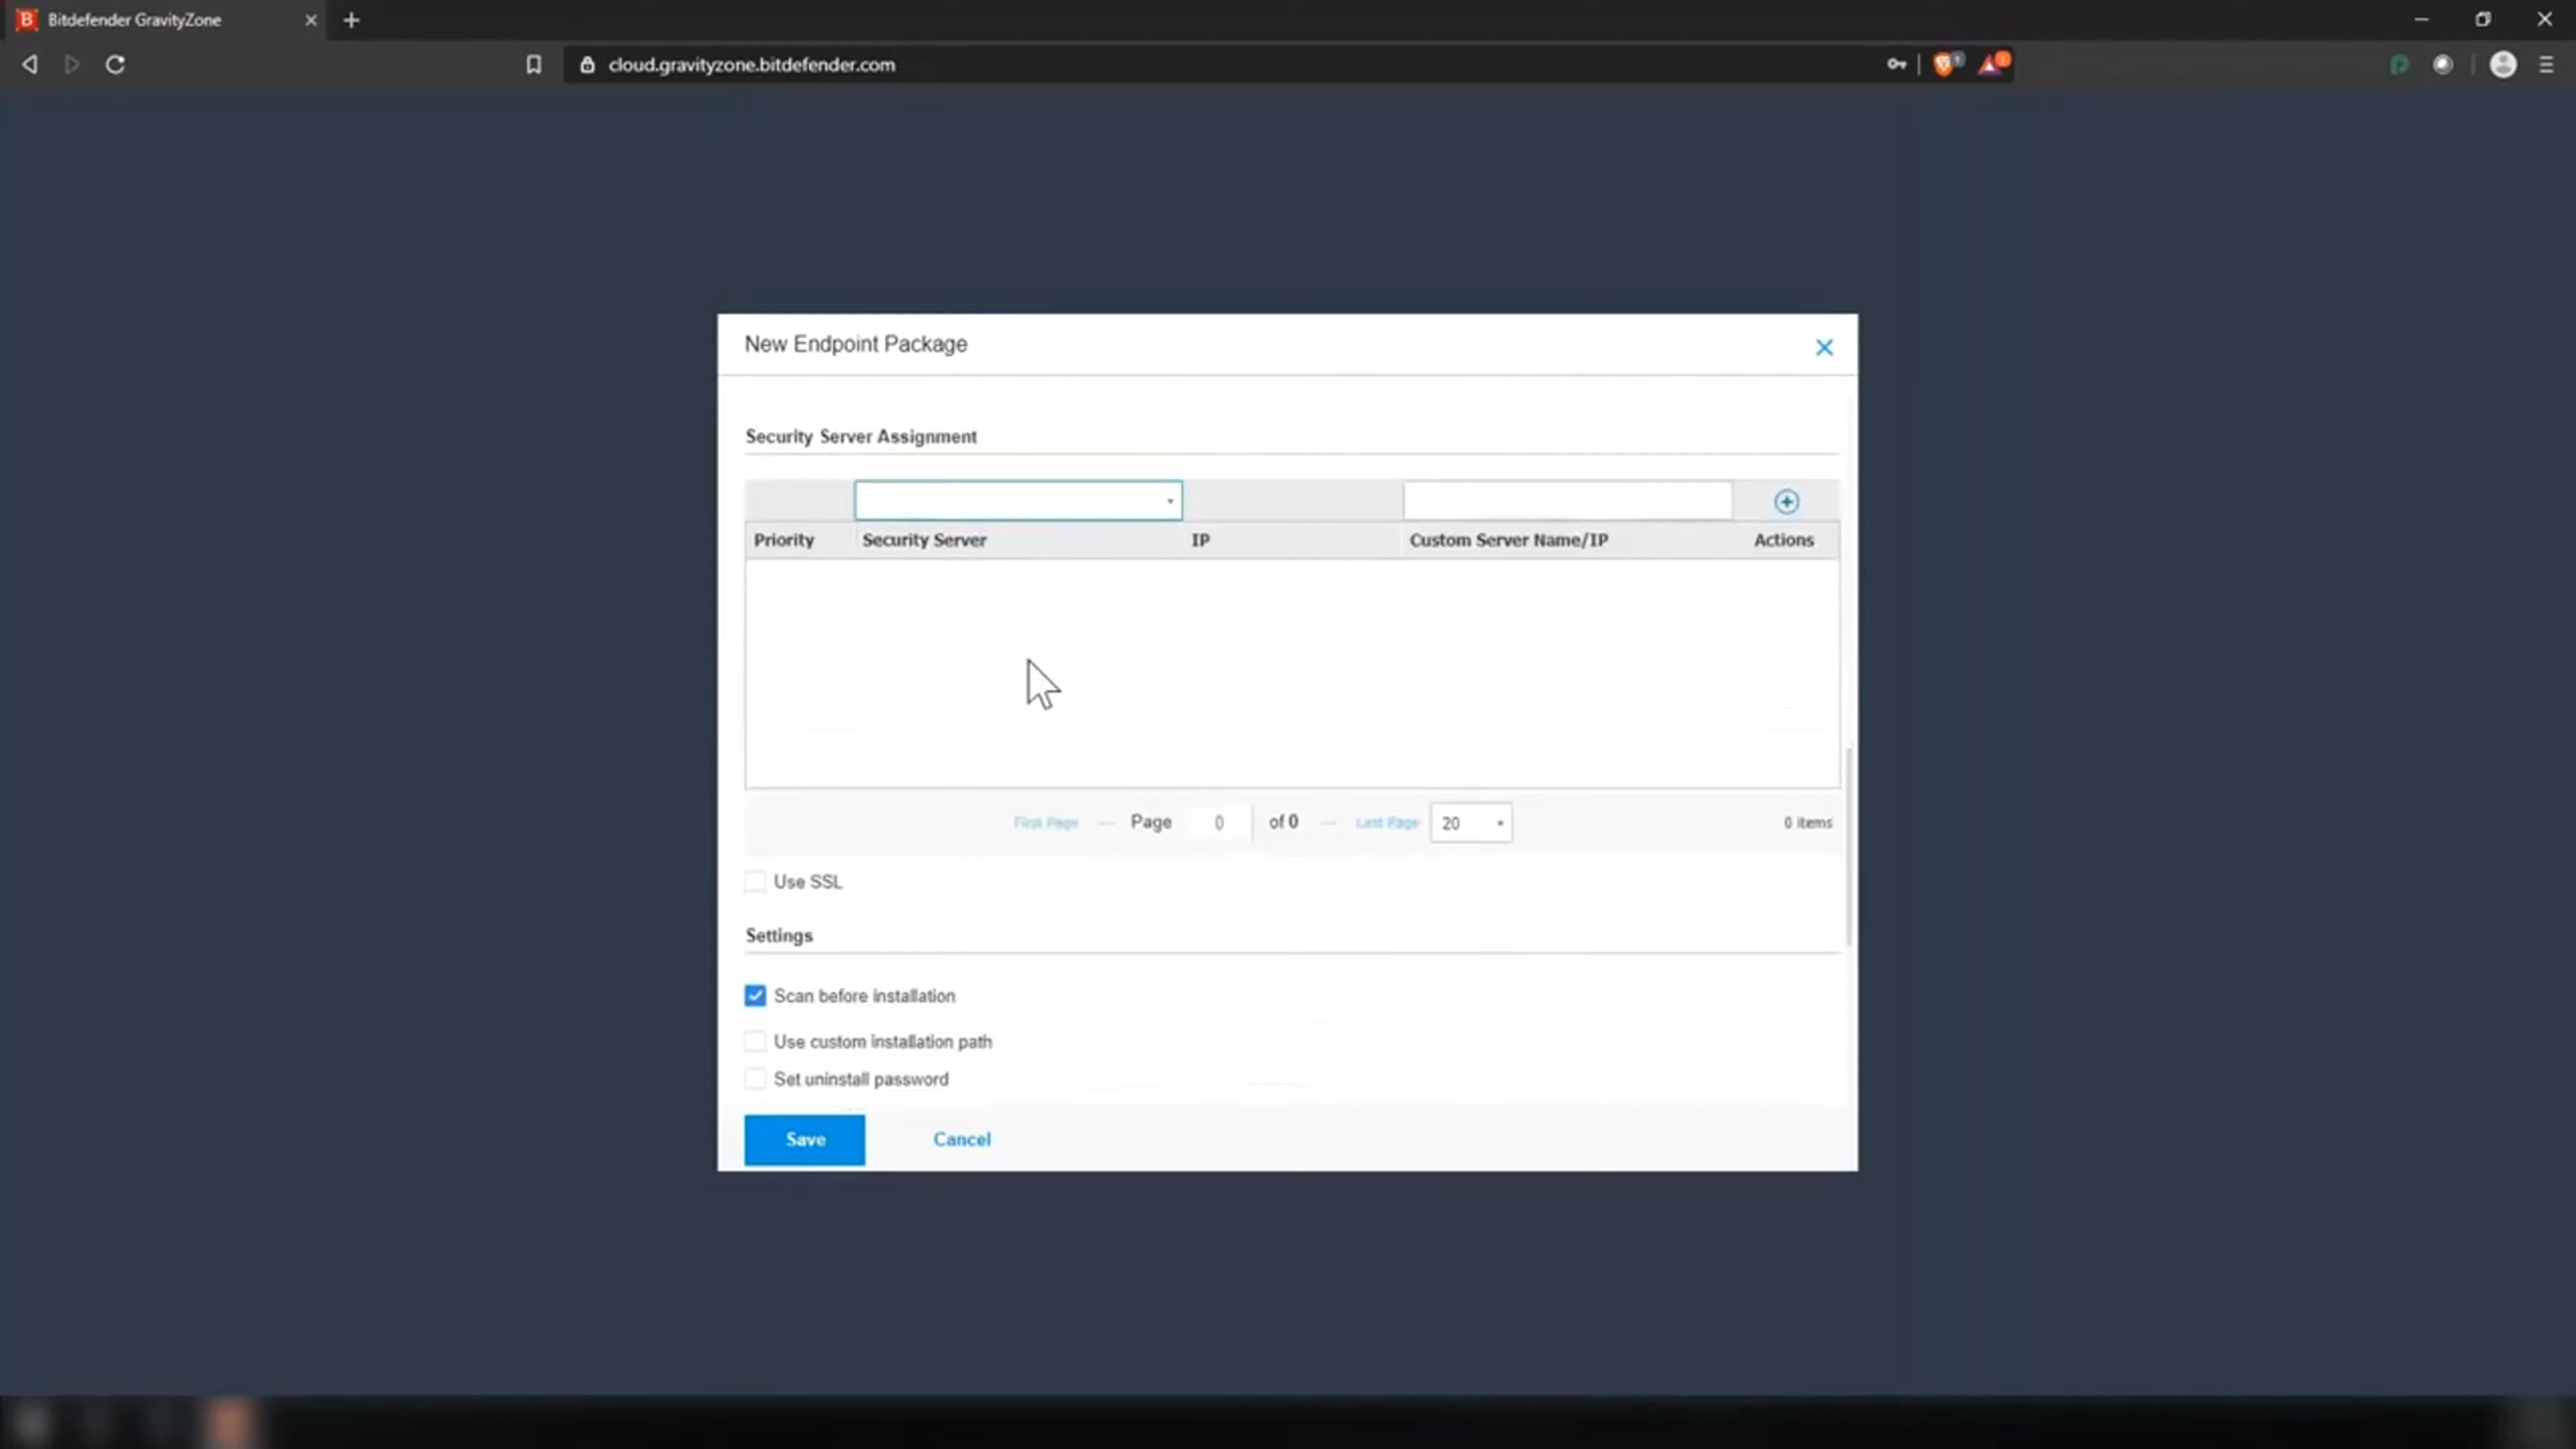 Bitdefender GravityZone
cloud.gravityzone.bitdefender.com
New Endpoint Package
Security Server Assignment
Priority Security Server IP Custom Server Name/IP Actions
First Page Page 0 of 0 Last Page 20 0 items
Use SSL
Settings
Scan before installation
Use custom installation path
Set uninstall password
Save Cancel